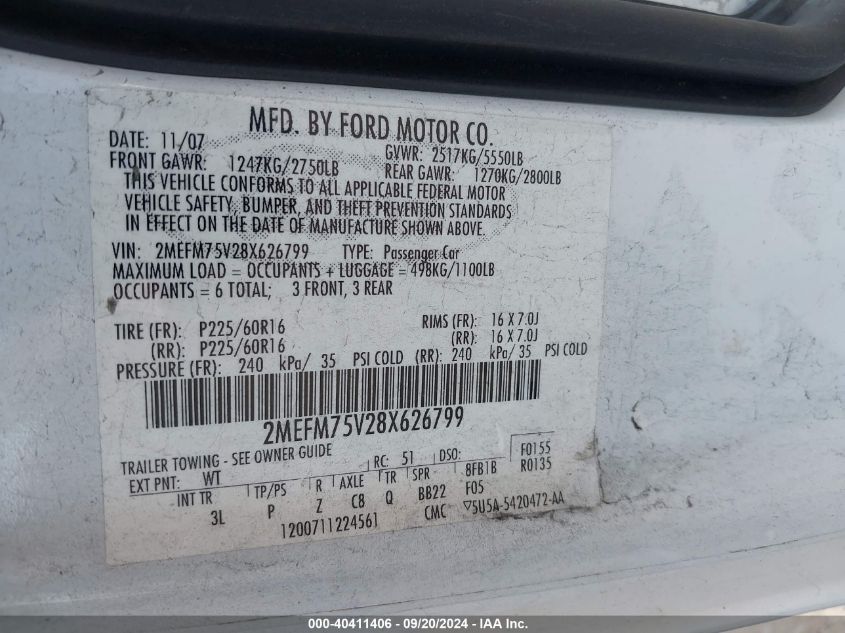 MFD. BY FORD MOTOR CO.
DATE: 11/07 GVWR: 2517KG/5550LB
FRONT GAWR: 1247KG/2750LB REAR GAWR: 1270KG/2800LB
THIS VEHICLE CONFORMS TO ALL APPLICABLE FEDERAL MOTOR
VEHICLE SAFETY, BUMPER, AND THEFT PREVENTION STANDARDS
IN EFFECT ON THE DATE OF MANUFACTURE SHOWN ABOVE.
VIN: 2MEFM75V28X626799 TYPE: Passenger Car
MAXIMUM LOAD = OCCUPANTS + LUGGAGE = 498KG/1100LB
OCCUPANTS = 6 TOTAL; 3 FRONT, 3 REAR
TIRE (FR): P225/60R16 RIMS (FR): 16 X 7.0J
(RR): P225/60R16 (RR): 16 X 7.0J
PRESSURE (FR): 240 kPa/ 35 PSI COLD (RR): 240 kPa/ 35 PSI COLD
2MEFM75V28X626799
TRAILER TOWING - SEE OWNER GUIDE RC: 51 DSO: F0155
EXT PNT: WT 8FB1B R0135
INT TR TP/PS R AXLE TR SPR F05
3L P Z C8 Q BB22
1200711224561 CMC ▽5U5A-5420472-AA
000-40411406 - 09/20/2024 - IAA Inc.